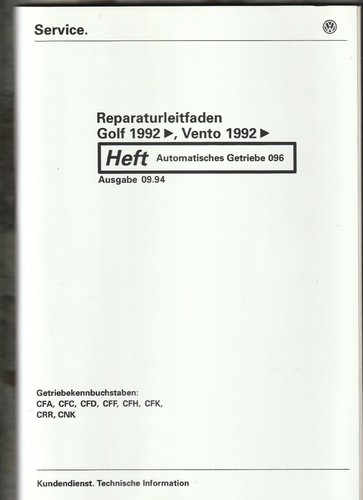 Service.
Reparaturleitfaden
Golf 1992 ►, Vento 1992 ►
Heft Automatisches Getriebe 096
Ausgabe 09.94
Getriebekennbuchstaben:
CFA, CFC, CFD, CFF, CFH, CFK,
CRR, CNK
Kundendienst. Technische Information